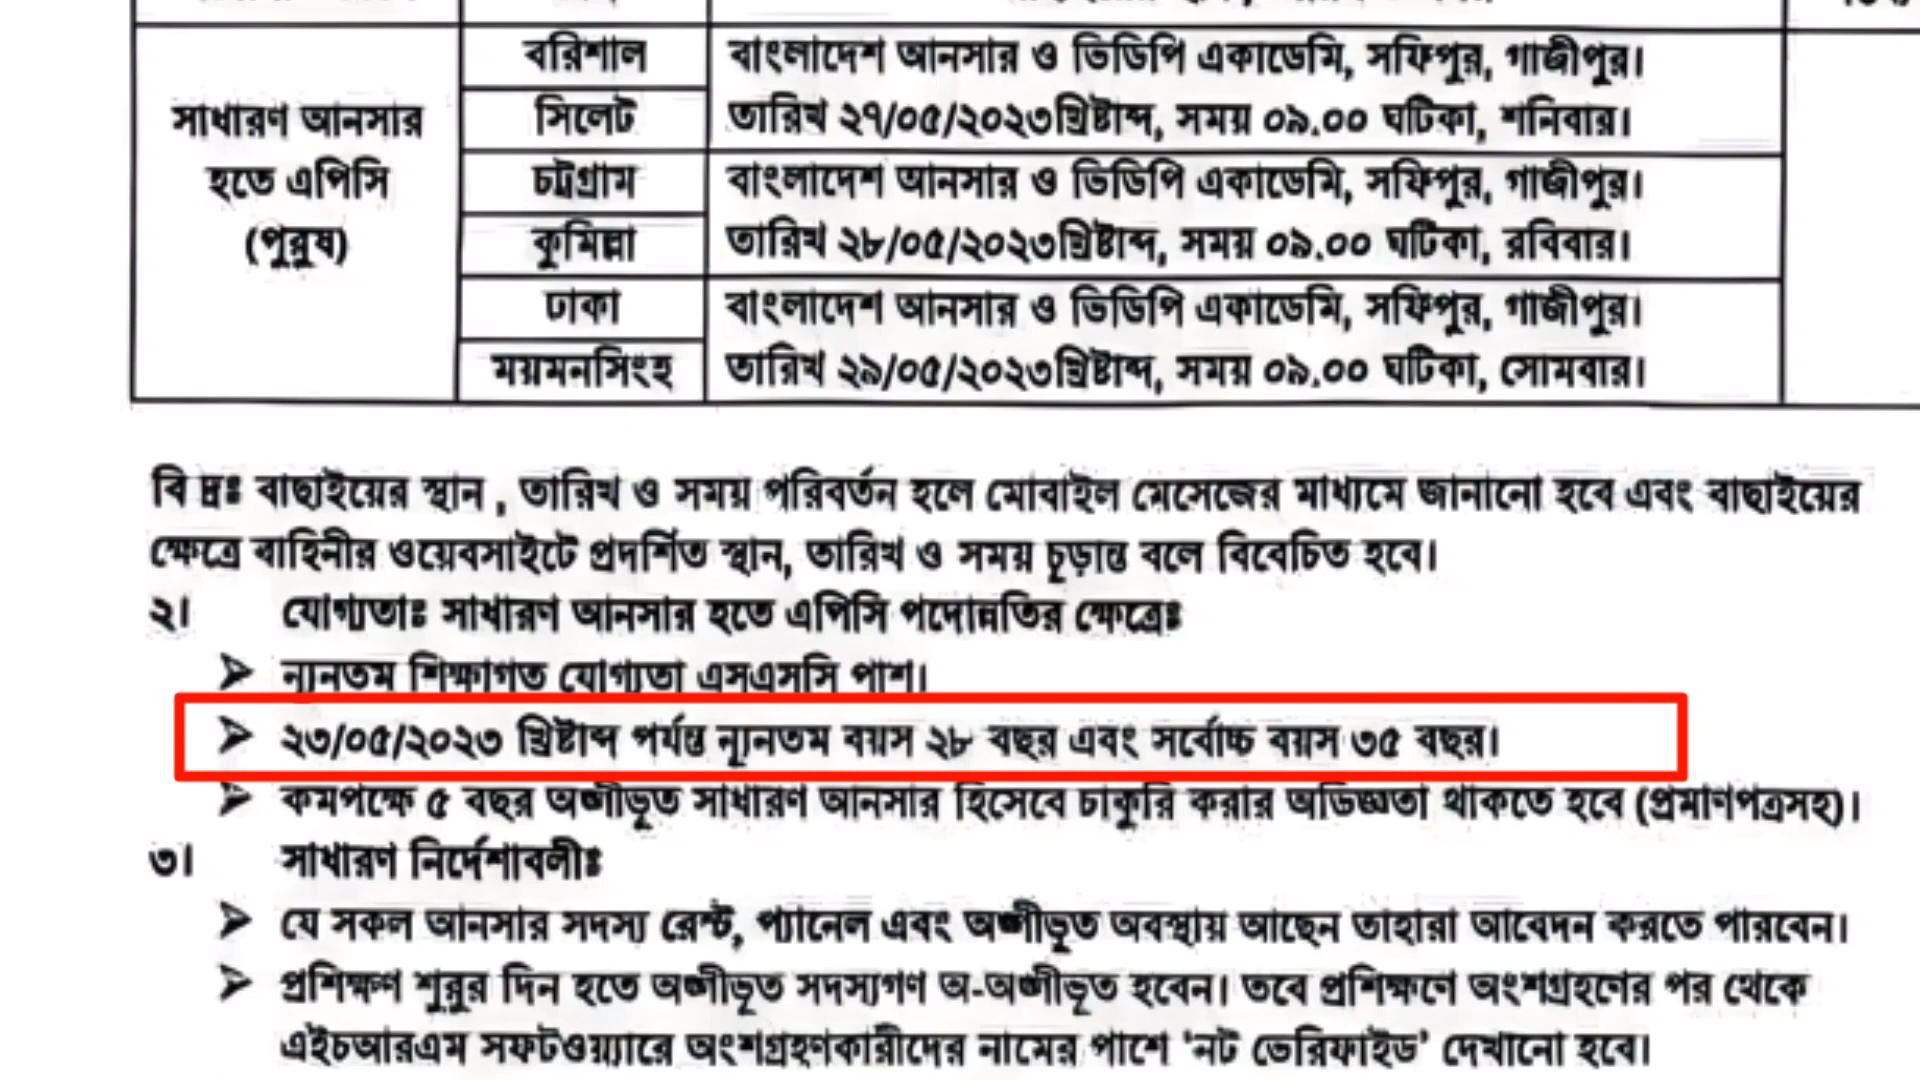 বরিশাল
বাংলাদেশ আনসার ও ভিডিপি একাডেমি, সফিপুর, গাজীপুর।
সিলেট
তারিখ ২৭/০৫/২০২৩খ্রিষ্টাব্দ, সময় ০৯.০০ ঘটিকা, শনিবার।
সাধারণ আনসার
হতে এপিসি
(পুরুষ)
চট্টগ্রাম
বাংলাদেশ আনসার ও ভিডিপি একাডেমি, সফিপুর, গাজীপুর।
কুমিল্লা
তারিখ ২৮/০৫/২০২৩খ্রিষ্টাব্দ, সময় ০৯.০০ ঘটিকা, রবিবার।
ঢাকা
বাংলাদেশ আনসার ও ভিডিপি একাডেমি, সফিপুর, গাজীপুর।
ময়মনসিংহ
তারিখ ২৯/০৫/২০২৩খ্রিষ্টাব্দ, সময় ০৯.০০ ঘটিকা, সোমবার।
বি দ্রঃ বাছাইয়ের স্থান , তারিখ ও সময় পরিবর্তন হলে মোবাইল মেসেজের মাধ্যমে জানানো হবে এবং বাছাইয়ের
ক্ষেত্রে বাহিনীর ওয়েবসাইটে প্রদর্শিত স্থান, তারিখ ও সময় চূড়ান্ত বলে বিবেচিত হবে।
২। যোগ্যতাঃ সাধারণ আনসার হতে এপিসি পদোন্নতির ক্ষেত্রেঃ
➢ ন্যূনতম শিক্ষাগত যোগ্যতা এসএসসি পাশ।
➢ ২৩/০৫/২০২৩ খ্রিষ্টাব্দ পর্যন্ত ন্যূনতম বয়স ২৮ বছর এবং সর্বোচ্চ বয়স ৩৫ বছর।
➢ কমপক্ষে ৫ বছর অঙ্গীভূত সাধারণ আনসার হিসেবে চাকুরি করার অভিজ্ঞতা থাকতে হবে (প্রমাণপত্রসহ)।
৩। সাধারণ নির্দেশাবলীঃ
➢ যে সকল আনসার সদস্য রেস্ট, প্যানেল এবং অঙ্গীভূত অবস্থায় আছেন তাহারা আবেদন করতে পারবেন।
➢ প্রশিক্ষণ শুরুর দিন হতে অঙ্গীভূত সদস্যগণ অ-অঙ্গীভূত হবেন। তবে প্রশিক্ষণে অংশগ্রহণের পর থেকে
এইচআরএম সফটওয়্যারে অংশগ্রহণকারীদের নামের পাশে 'নট ভেরিফাইড' দেখানো হবে।